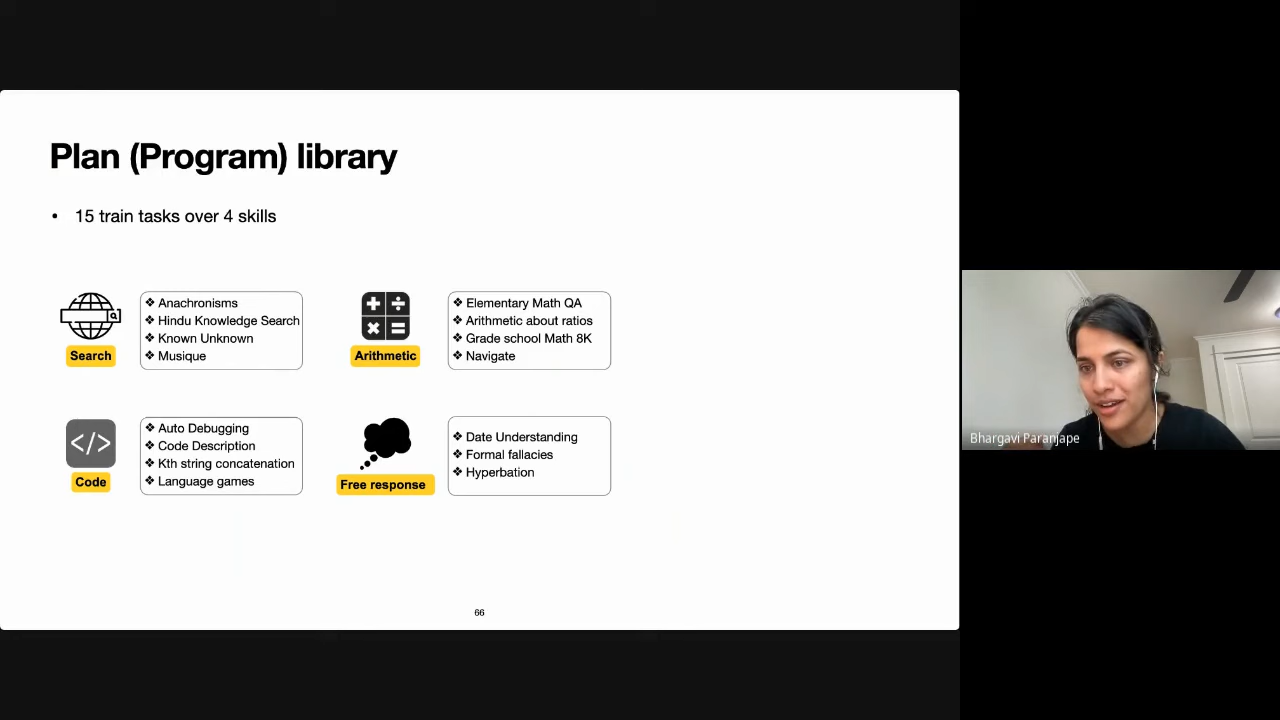 Plan (Program) library
• 15 train tasks over 4 skills
Search
❖ Anachronisms
❖ Hindu Knowledge Search
❖ Known Unknown
❖ Musique
Arithmetic
❖ Elementary Math QA
❖ Arithmetic about ratios
❖ Grade school Math 8K
❖ Navigate
Code
❖ Auto Debugging
❖ Code Description
❖ Kth string concatenation
❖ Language games
Free response
❖ Date Understanding
❖ Formal fallacies
❖ Hyperbation
66
Bhargavi Paranjape